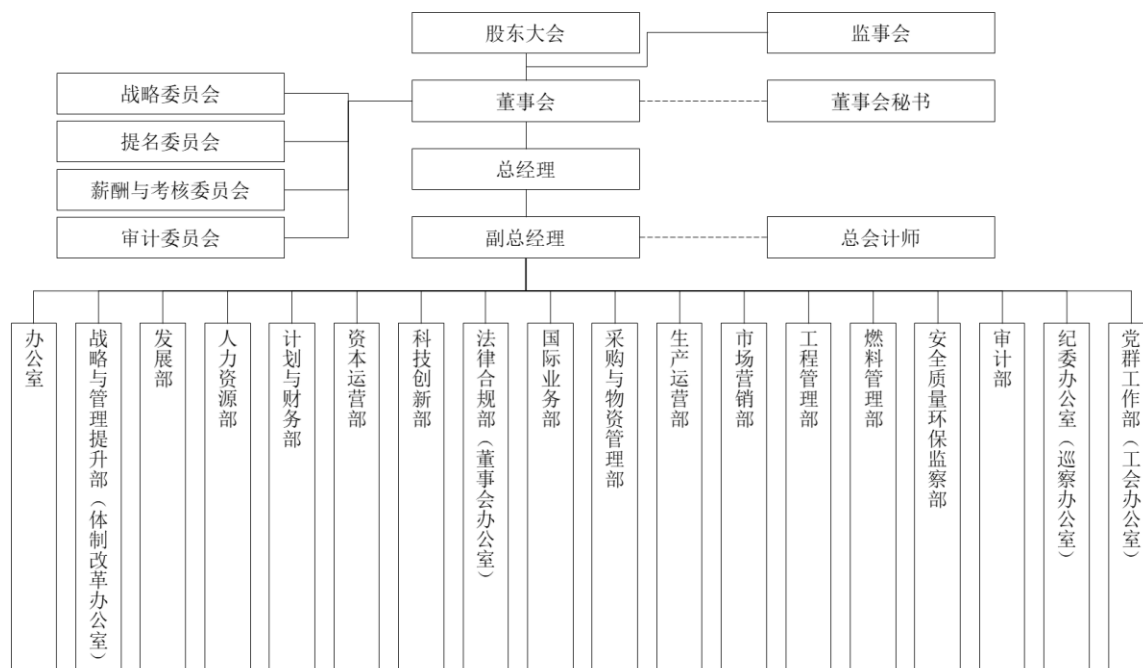 股东大会
监事会
战略委员会
董事会
董事会秘书
提名委员会
总经理
薪酬与考核委员会
审计委员会
副总经理
总会计师
办公室
战略与管理提升部（体制改革办公室）
发展部
人力资源部
计划与财务部
资本运营部
科技创新部
法律合规部（董事会办公室）
国际业务部
采购与物资管理部
生产运营部
市场营销部
工程管理部
燃料管理部
安全质量环保监察部
审计部
纪委办公室（巡察办公室）
党群工作部（工会办公室）